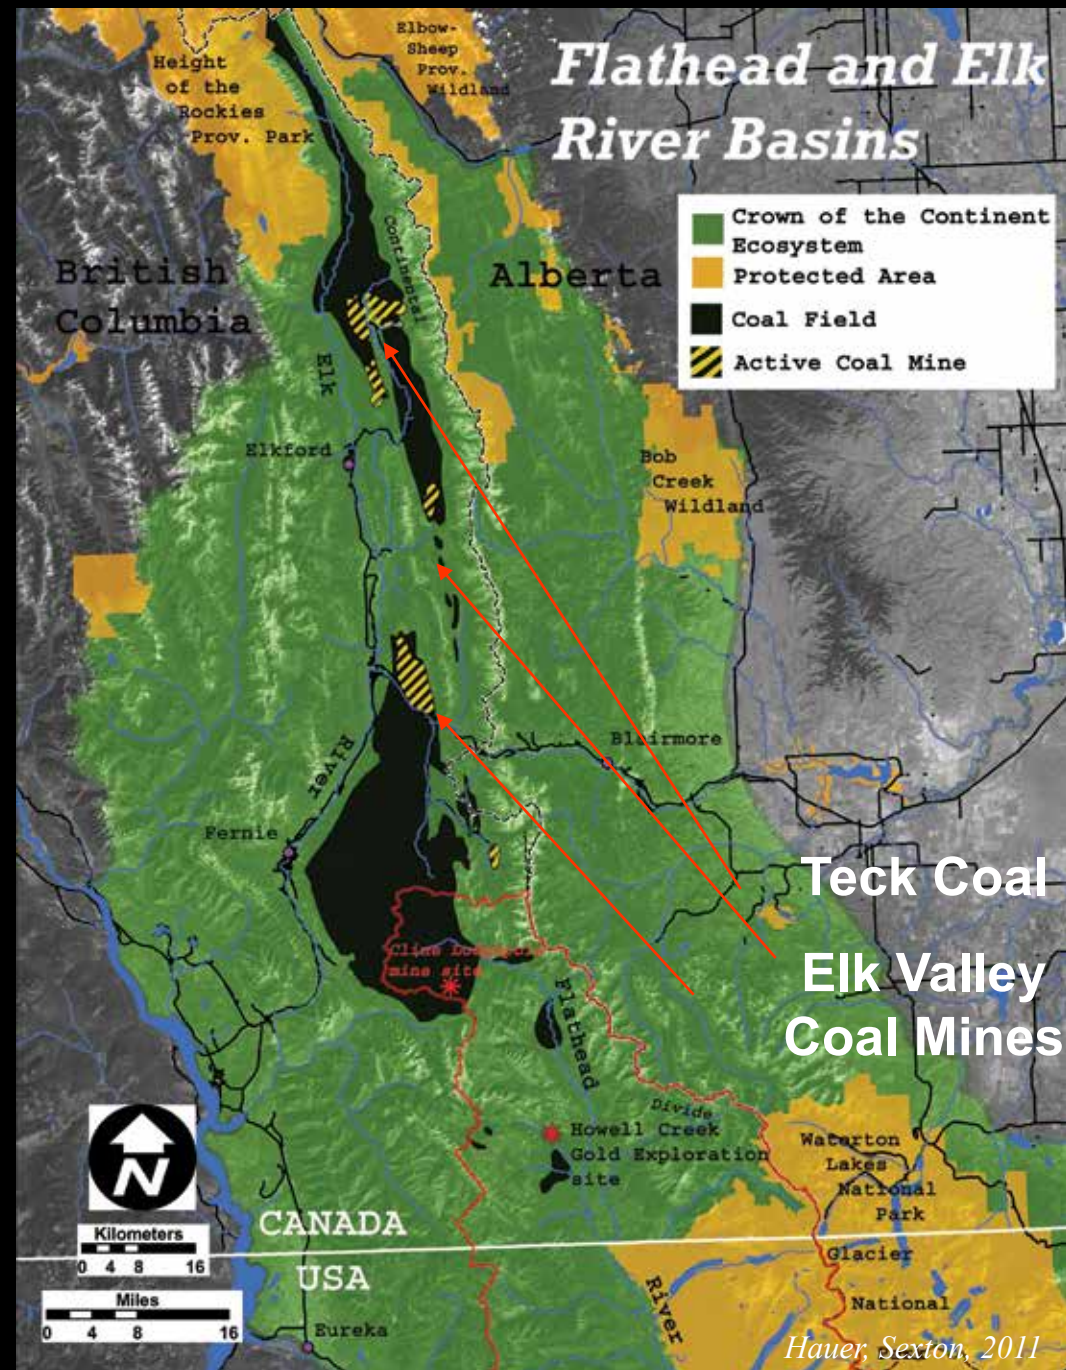 Flathead and Elk
River Basins
Elbow-
Sheep
Prov.
Wildland
Height
of the
Rockies
Prov. Park
Crown of the Continent
Ecosystem
Protected Area
Coal Field
Active Coal Mine
British
Columbia
Alberta
Continental
Elk
Elkford
Bob
Creek
Wildland
River
Blairmore
Fernie
Teck Coal
Elk Valley
Coal Mines
Cline
mine site
Flathead
Divide
Howell Creek
Gold Exploration
site
Waterton
Lakes
National
Park
N
Kilometers
0 4 8 16
Miles
0 4 8 16
CANADA
USA
Glacier
National
River
Eureka
Hauer, Sexton, 2011